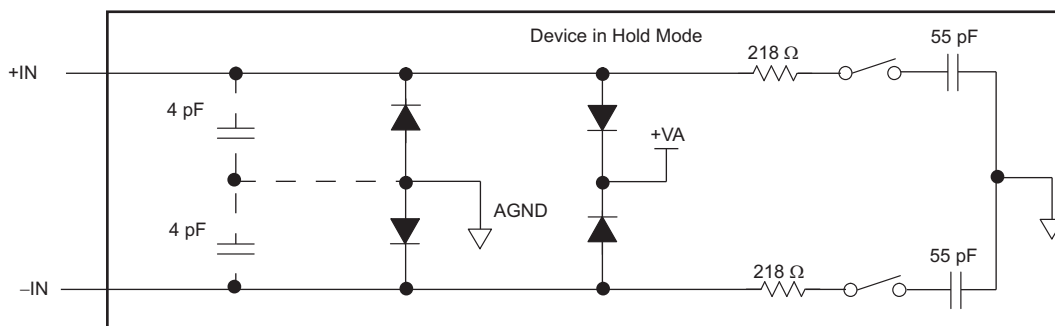 Device in Hold Mode
55 pF
218 Ω
+IN
4 pF
+VA
AGND
4 pF
55 pF
218 Ω
−IN